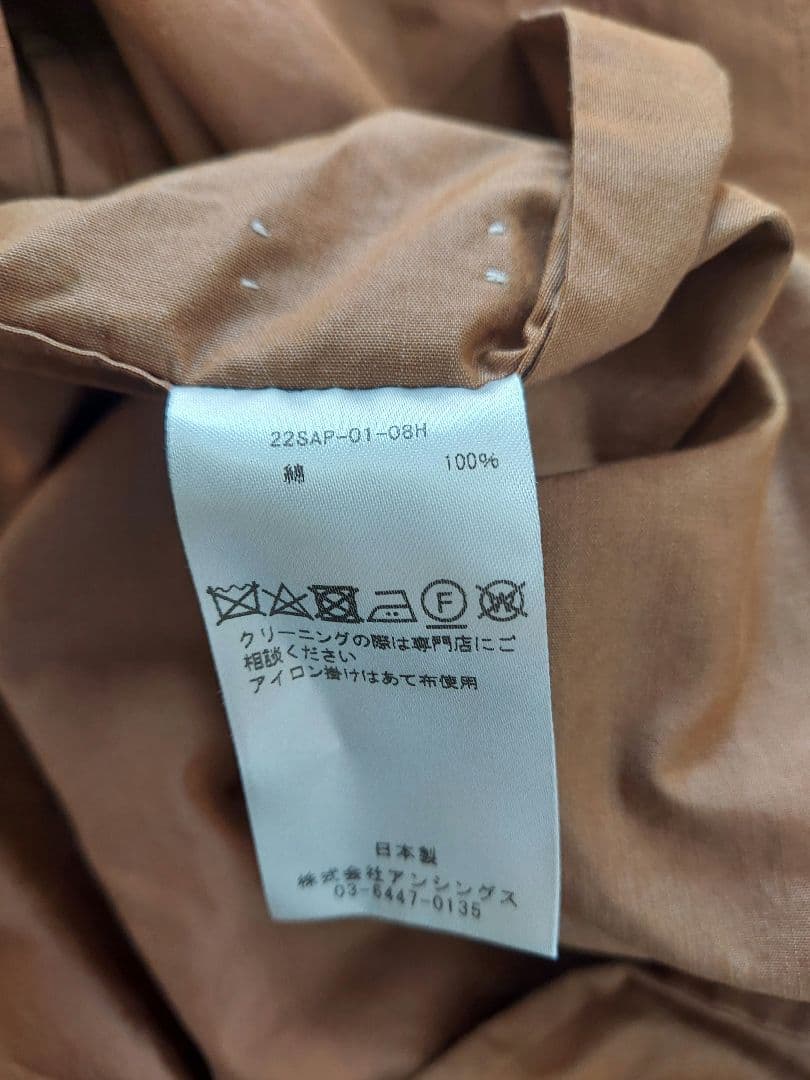 22SAP-01-08H
綿 100%
F W
クリーニングの際は専門店にご
相談ください
アイロン掛けはあて布使用
日本製
株式会社アンシングス
03-6447-0135